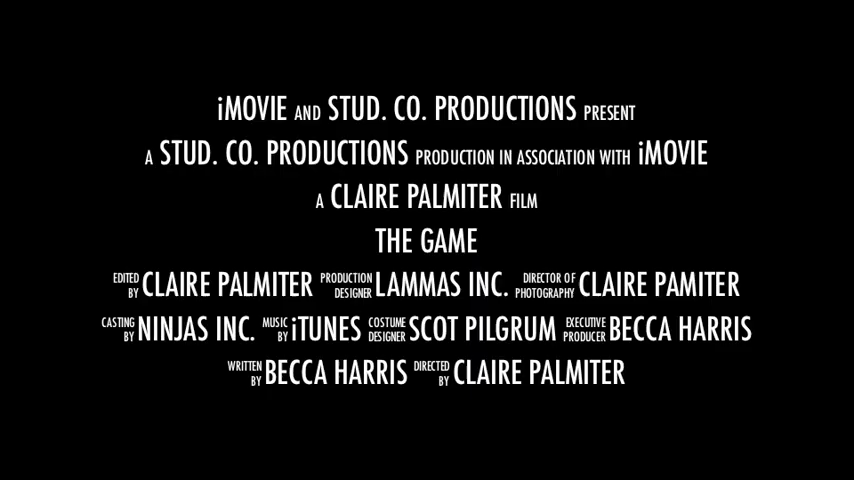 iMOVIE AND STUD. CO. PRODUCTIONS PRESENT
A STUD. CO. PRODUCTIONS PRODUCTION IN ASSOCIATION WITH iMOVIE
A CLAIRE PALMITER FILM
THE GAME
EDITED BY CLAIRE PALMITER PRODUCTION DESIGNER LAMMAS INC. DIRECTOR OF PHOTOGRAPHY CLAIRE PAMITER
CASTING BY NINJAS INC. MUSIC BY iTUNES COSTUME DESIGNER SCOT PILGRUM EXECUTIVE PRODUCER BECCA HARRIS
WRITTEN BY BECCA HARRIS DIRECTED BY CLAIRE PALMITER